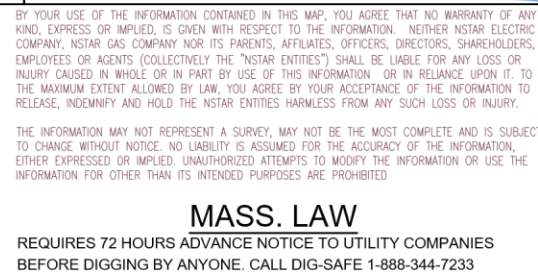 BY YOUR USE OF THE INFORMATION CONTAINED IN THIS MAP, YOU AGREE THAT NO WARRANTY OF ANY
KIND, EXPRESS OR IMPLIED, IS GIVEN WITH RESPECT TO THE INFORMATION. NEITHER NSTAR ELECTRIC
COMPANY, NSTAR GAS COMPANY NOR ITS PARENTS, AFFILIATES, OFFICERS, DIRECTORS, SHAREHOLDERS,
EMPLOYEES OR AGENTS (COLLECTIVELY THE "NSTAR ENTITIES") SHALL BE LIABLE FOR ANY LOSS OR
INJURY CAUSED IN WHOLE OR IN PART BY USE OF THIS INFORMATION OR IN RELIANCE UPON IT. TO
THE MAXIMUM EXTENT ALLOWED BY LAW, YOU AGREE BY YOUR ACCEPTANCE OF THE INFORMATION TO
RELEASE, INDEMNIFY AND HOLD THE NSTAR ENTITIES HARMLESS FROM ANY SUCH LOSS OR INJURY.
THE INFORMATION MAY NOT REPRESENT A SURVEY, MAY NOT BE THE MOST COMPLETE AND IS SUBJECT
TO CHANGE WITHOUT NOTICE. NO LIABILITY IS ASSUMED FOR THE ACCURACY OF THE INFORMATION,
EITHER EXPRESSED OR IMPLIED. UNAUTHORIZED ATTEMPTS TO MODIFY THE INFORMATION OR USE THE
INFORMATION FOR OTHER THAN ITS INTENDED PURPOSES ARE PROHIBITED
MASS. LAW
REQUIRES 72 HOURS ADVANCE NOTICE TO UTILITY COMPANIES
BEFORE DIGGING BY ANYONE. CALL DIG-SAFE 1-888-344-7233